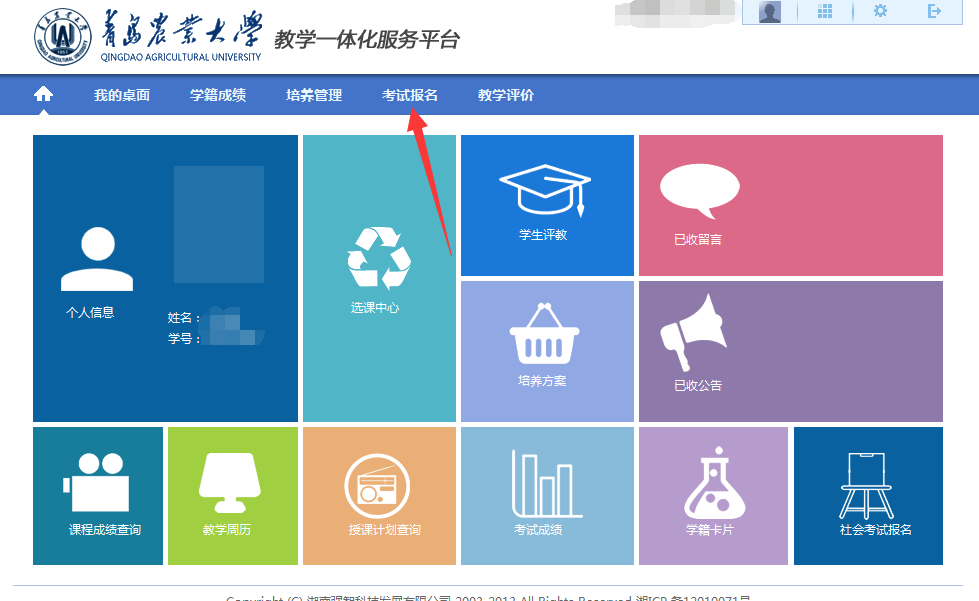 青岛农业大学
QINGDAO AGRICULTURAL UNIVERSITY
教学一体化服务平台
我的桌面 学籍成绩 培养管理 考试报名 教学评价
个人信息
姓名：
学号：
选课中心
学生评教
已收留言
培养方案
已收公告
课程成绩查询
教学周历
授课计划查询
考试成绩
学籍卡片
社会考试报名
Copyright (C) 湖南强智科技发展有限公司 2003-2013 All Rights Reserved 湘ICP 备12010071号